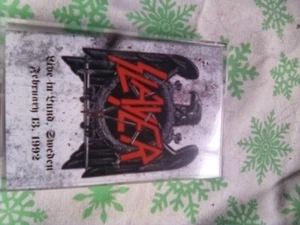 SLAYER
Live in Lund, Sweden
February 13, 1992